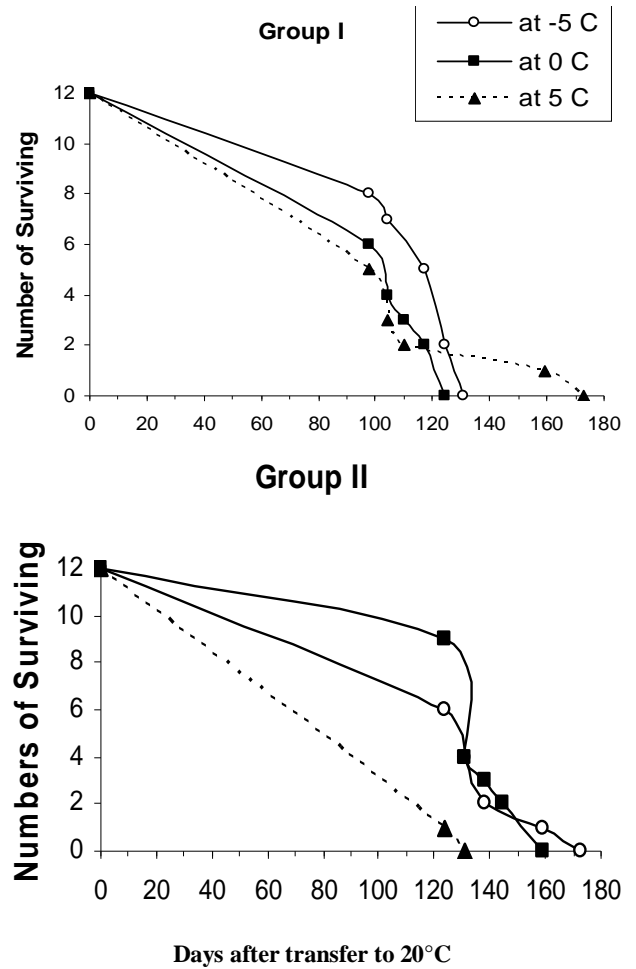 Group I
at -5 C
at 0 C
at 5 C
Number of Surviving
12
10
8
6
4
2
0
0 20 40 60 80 100 120 140 160 180
Group II
Numbers of Surviving
12
10
8
6
4
2
0
0 20 40 60 80 100 120 140 160 180
Days after transfer to 20°C